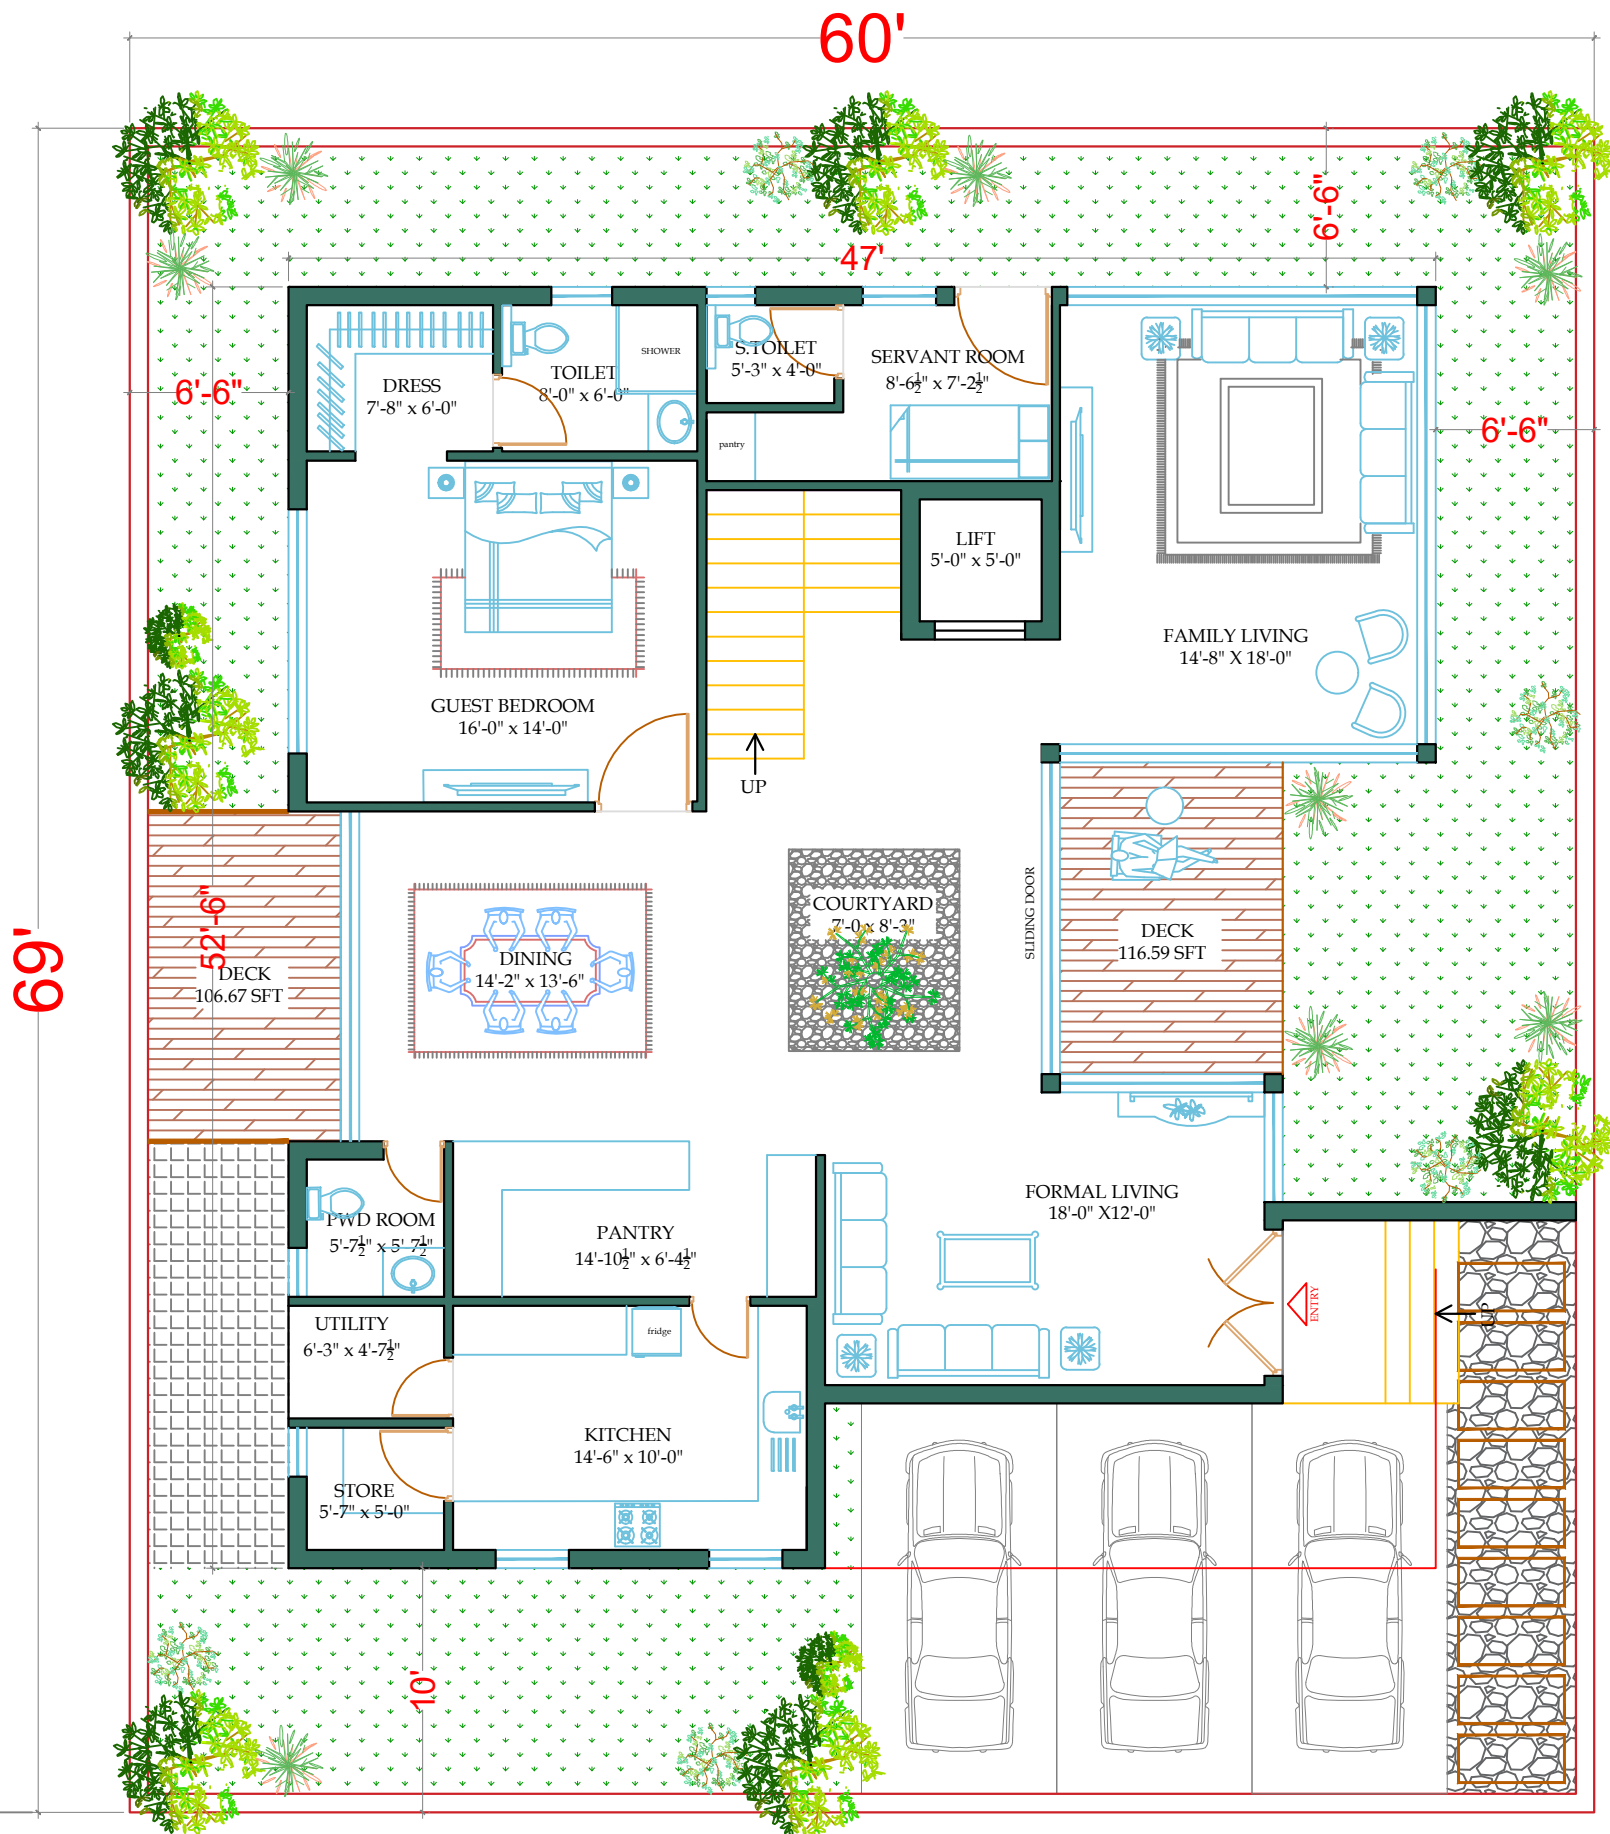 60'
6'-6"
47'
SHOWER
S.TOILET
5'-3" x 4'-0"
SERVANT ROOM
8'-6½" x 7'-2½"
TOILET
8'-0" x 6'-0"
DRESS
7'-8" x 6'-0"
6'-6"
6'-6"
pantry
LIFT
5'-0" x 5'-0"
FAMILY LIVING
14'-8" X 18'-0"
GUEST BEDROOM
16'-0" x 14'-0"
UP
69'
52'-6"
COURTYARD
7'-0 x 8'-3"
SLIDING DOOR
DECK
116.59 SFT
DINING
14'-2" x 13'-6"
DECK
106.67 SFT
FORMAL LIVING
18'-0" X12'-0"
PWD ROOM
5'-7½" x 5' 7½"
PANTRY
14'-10½" x 6'-4½"
ENTRY
UP
UTILITY
6'-3" x 4'-7½"
fridge
KITCHEN
14'-6" x 10'-0"
STORE
5'-7" x 5'-0"
10'